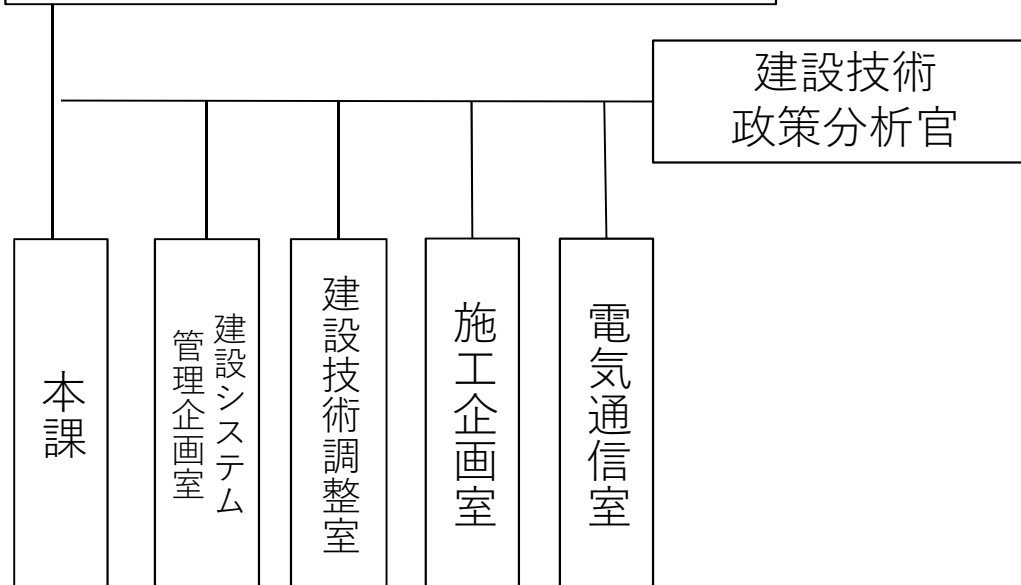 建設技術
政策分析官
本課
建設システム
管理企画室
建設技術調整室
施工企画室
電気通信室